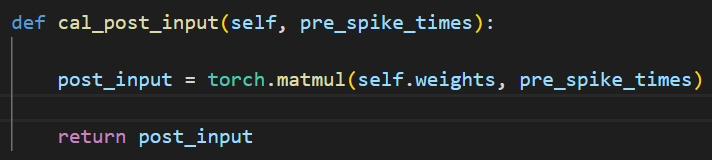 def cal_post_input(self, pre_spike_times):
post_input = torch.matmul(self.weights, pre_spike_times)
return post_input